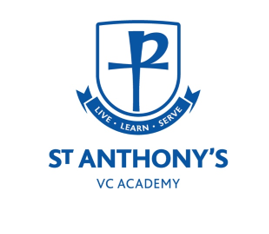 LIVE · LEARN · SERVE
ST ANTHONY'S
VC ACADEMY